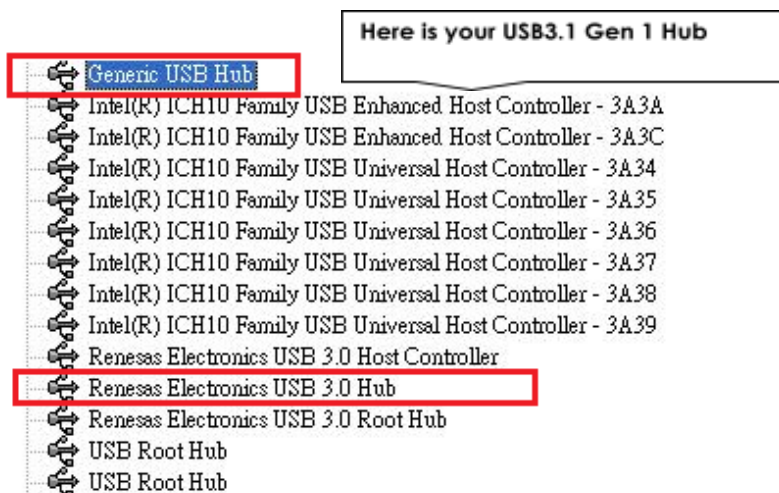 Here is your USB3.1 Gen 1 Hub
Generic USB Hub
Intel(R) ICH10 Family USB Enhanced Host Controller - 3A3A
Intel(R) ICH10 Family USB Enhanced Host Controller - 3A3C
Intel(R) ICH10 Family USB Universal Host Controller - 3A34
Intel(R) ICH10 Family USB Universal Host Controller - 3A35
Intel(R) ICH10 Family USB Universal Host Controller - 3A36
Intel(R) ICH10 Family USB Universal Host Controller - 3A37
Intel(R) ICH10 Family USB Universal Host Controller - 3A38
Intel(R) ICH10 Family USB Universal Host Controller - 3A39
Renesas Electronics USB 3.0 Host Controller
Renesas Electronics USB 3.0 Hub
Renesas Electronics USB 3.0 Root Hub
USB Root Hub
USB Root Hub